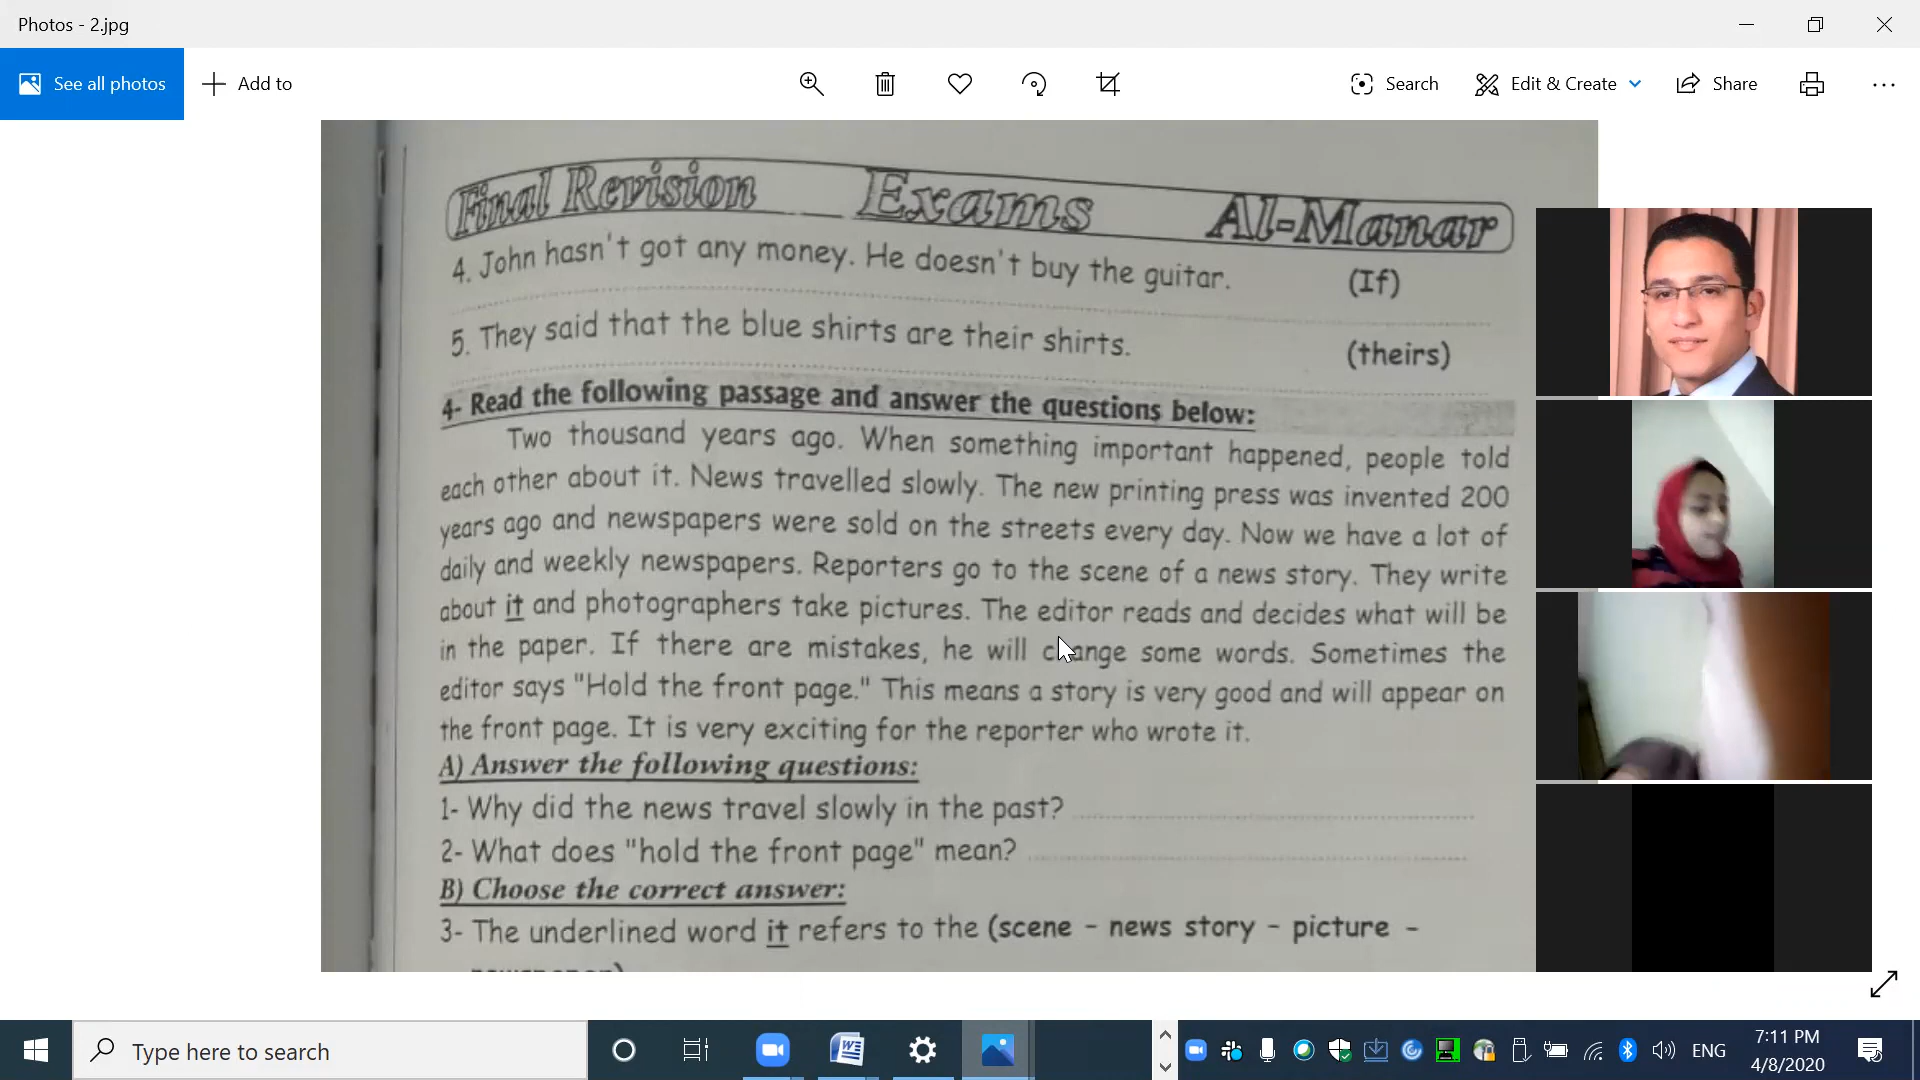 Photos - 2.jpg
See all photos
Add to
Search
Edit & Create
Share
Final Revision Exams Al-Manar
4. John hasn't got any money. He doesn't buy the guitar. (If)
5. They said that the blue shirts are their shirts. (theirs)
4- Read the following passage and answer the questions below:
Two thousand years ago. When something important happened, people told
each other about it. News travelled slowly. The new printing press was invented 200
years ago and newspapers were sold on the streets every day. Now we have a lot of
daily and weekly newspapers. Reporters go to the scene of a news story. They write
about it and photographers take pictures. The editor reads and decides what will be
in the paper. If there are mistakes, he will change some words. Sometimes the
editor says "Hold the front page." This means a story is very good and will appear on
the front page. It is very exciting for the reporter who wrote it.
A) Answer the following questions:
1- Why did the news travel slowly in the past?
2- What does "hold the front page" mean?
B) Choose the correct answer:
3- The underlined word it refers to the (scene - news story - picture -
Type here to search
ENG
7:11 PM
4/8/2020